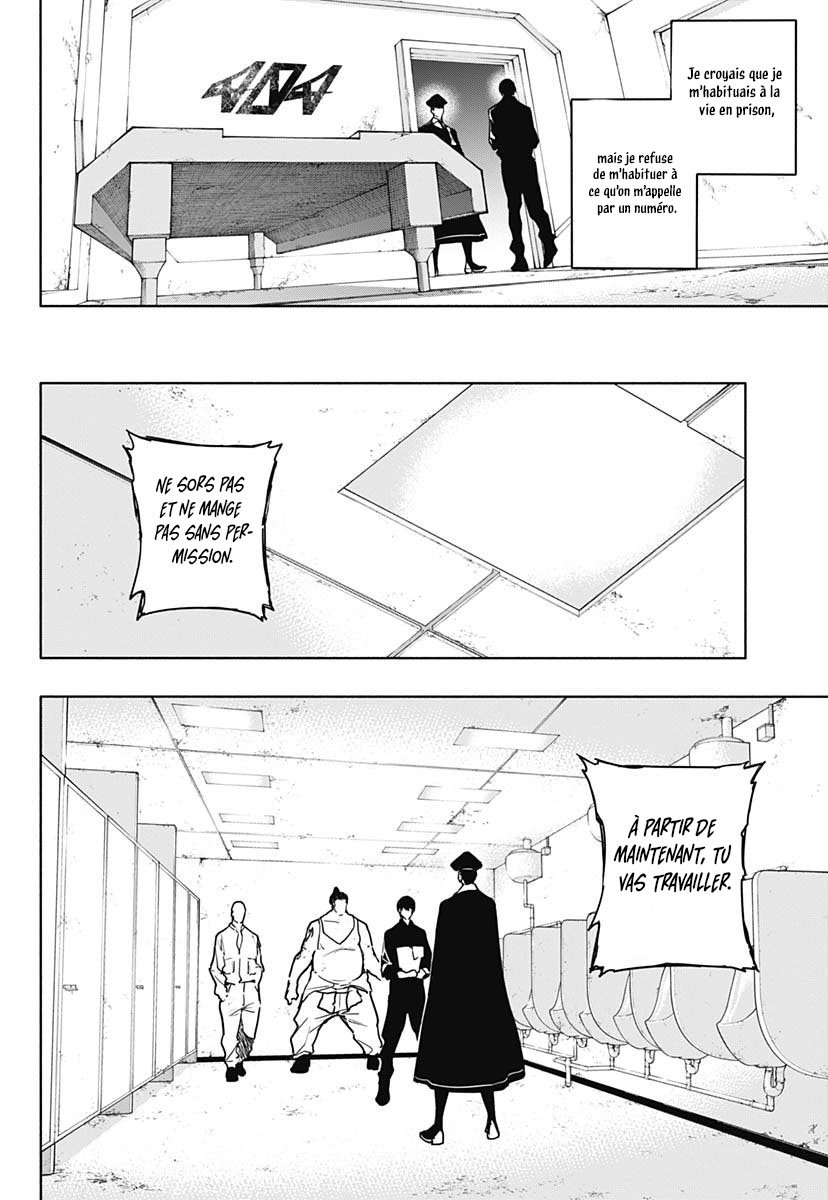 Je croyais que je
m'habituais à la
vie en prison,
mais je refuse
de m'habituer à
ce qu'on m'appelle
par un numéro.
NE SORS PAS
ET NE MANGE
PAS SANS PER-
MISSION.
À PARTIR DE
MAINTENANT, TU
VAS TRAVAILLER.